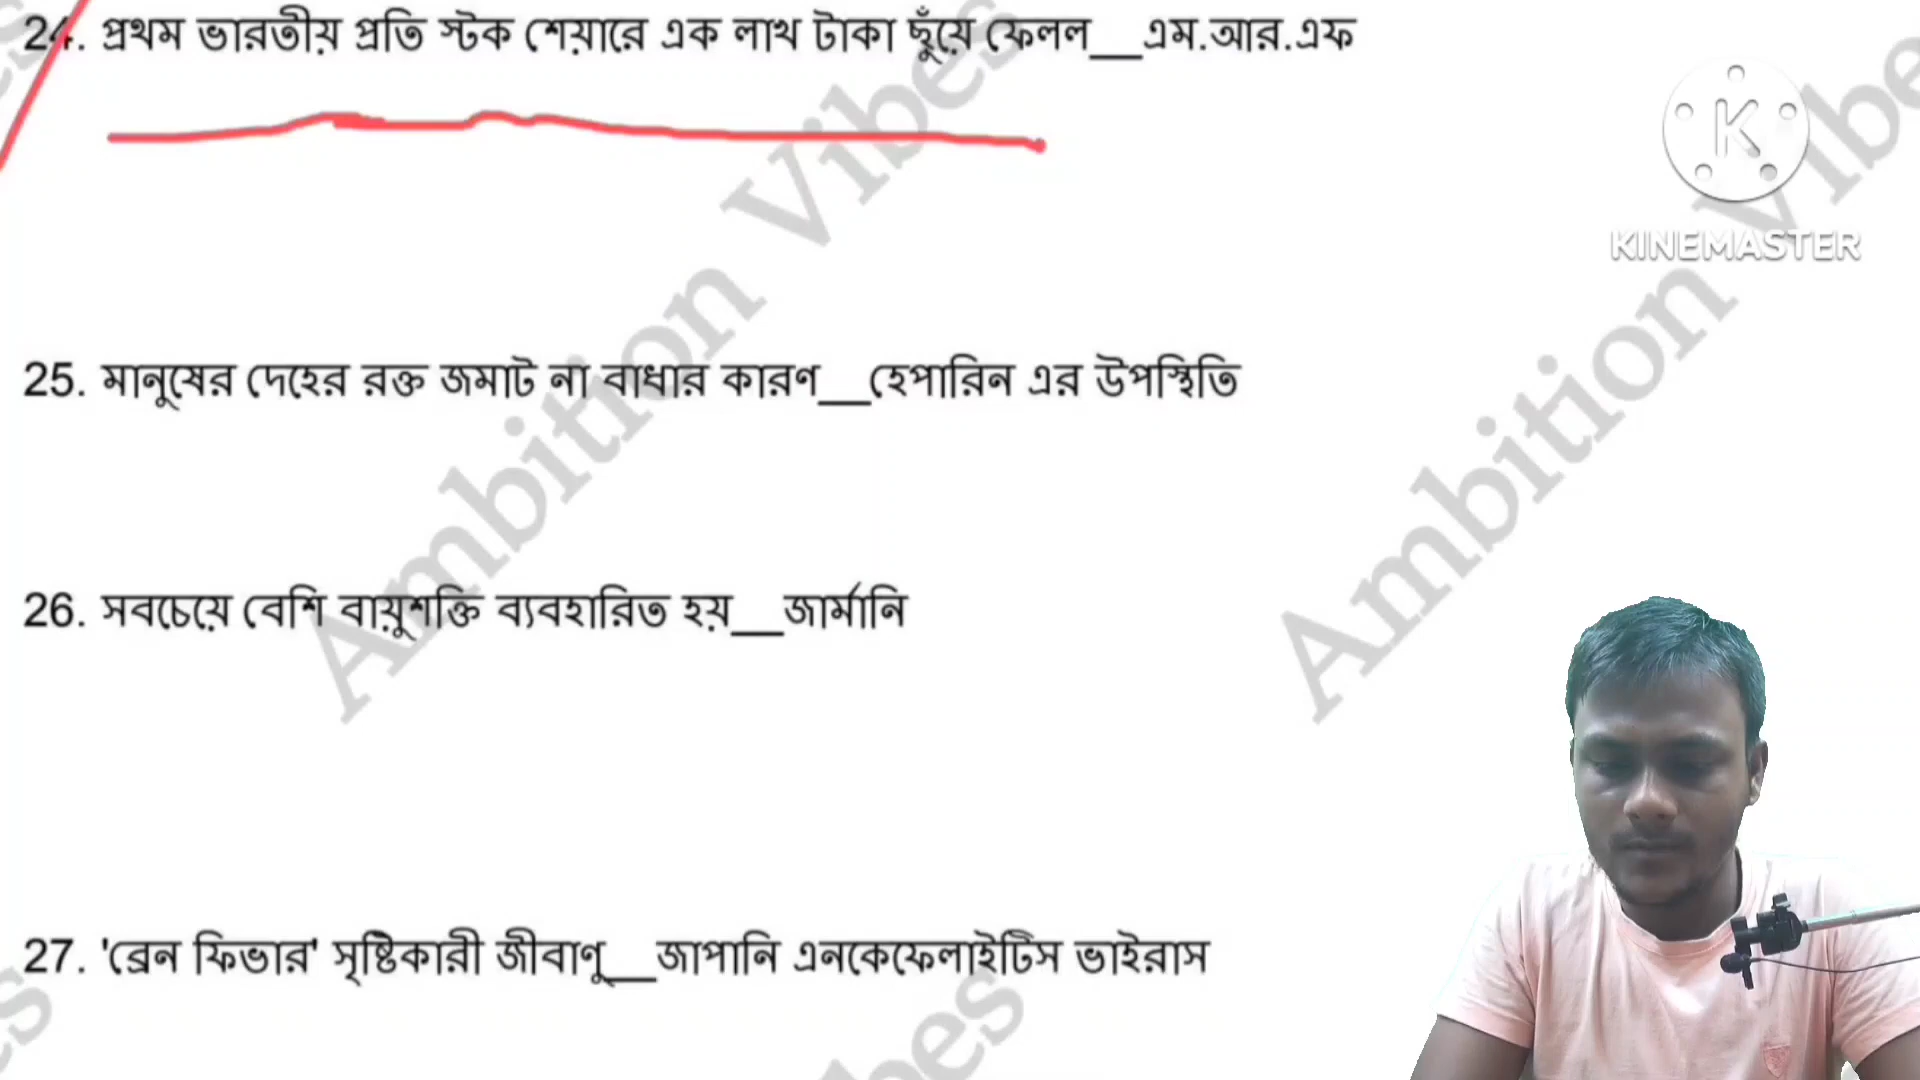 24. প্রথম ভারতীয় প্রতি স্টক শেয়ারে এক লাখ টাকা ছুঁয়ে ফেলল__এম.আর.এফ
K
KINEMASTER
25. মানুষের দেহের রক্ত জমাট না বাধার কারণ__হেপারিন এর উপস্থিতি
26. সবচেয়ে বেশি বায়ুশক্তি ব্যবহারিত হয়__জার্মানি
27. 'ব্রেন ফিভার' সৃষ্টিকারী জীবাণু__জাপানি এনকেফেলাইটিস ভাইরাস
Ambition Vibes
Ambition Vibes